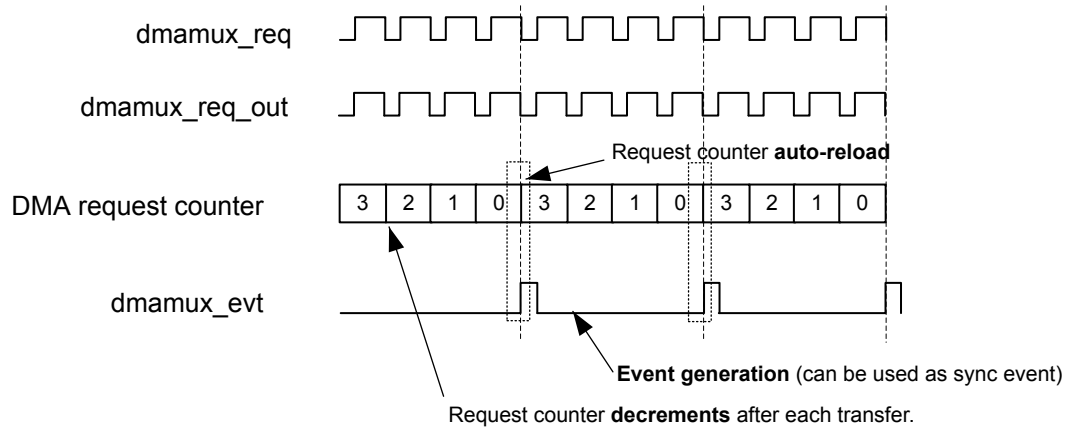 dmamux_req
dmamux_req_out
Request counter auto-reload
DMA request counter 3 2 1 0 3 2 1 0 3 2 1 0
dmamux_evt
Event generation (can be used as sync event)
Request counter decrements after each transfer.